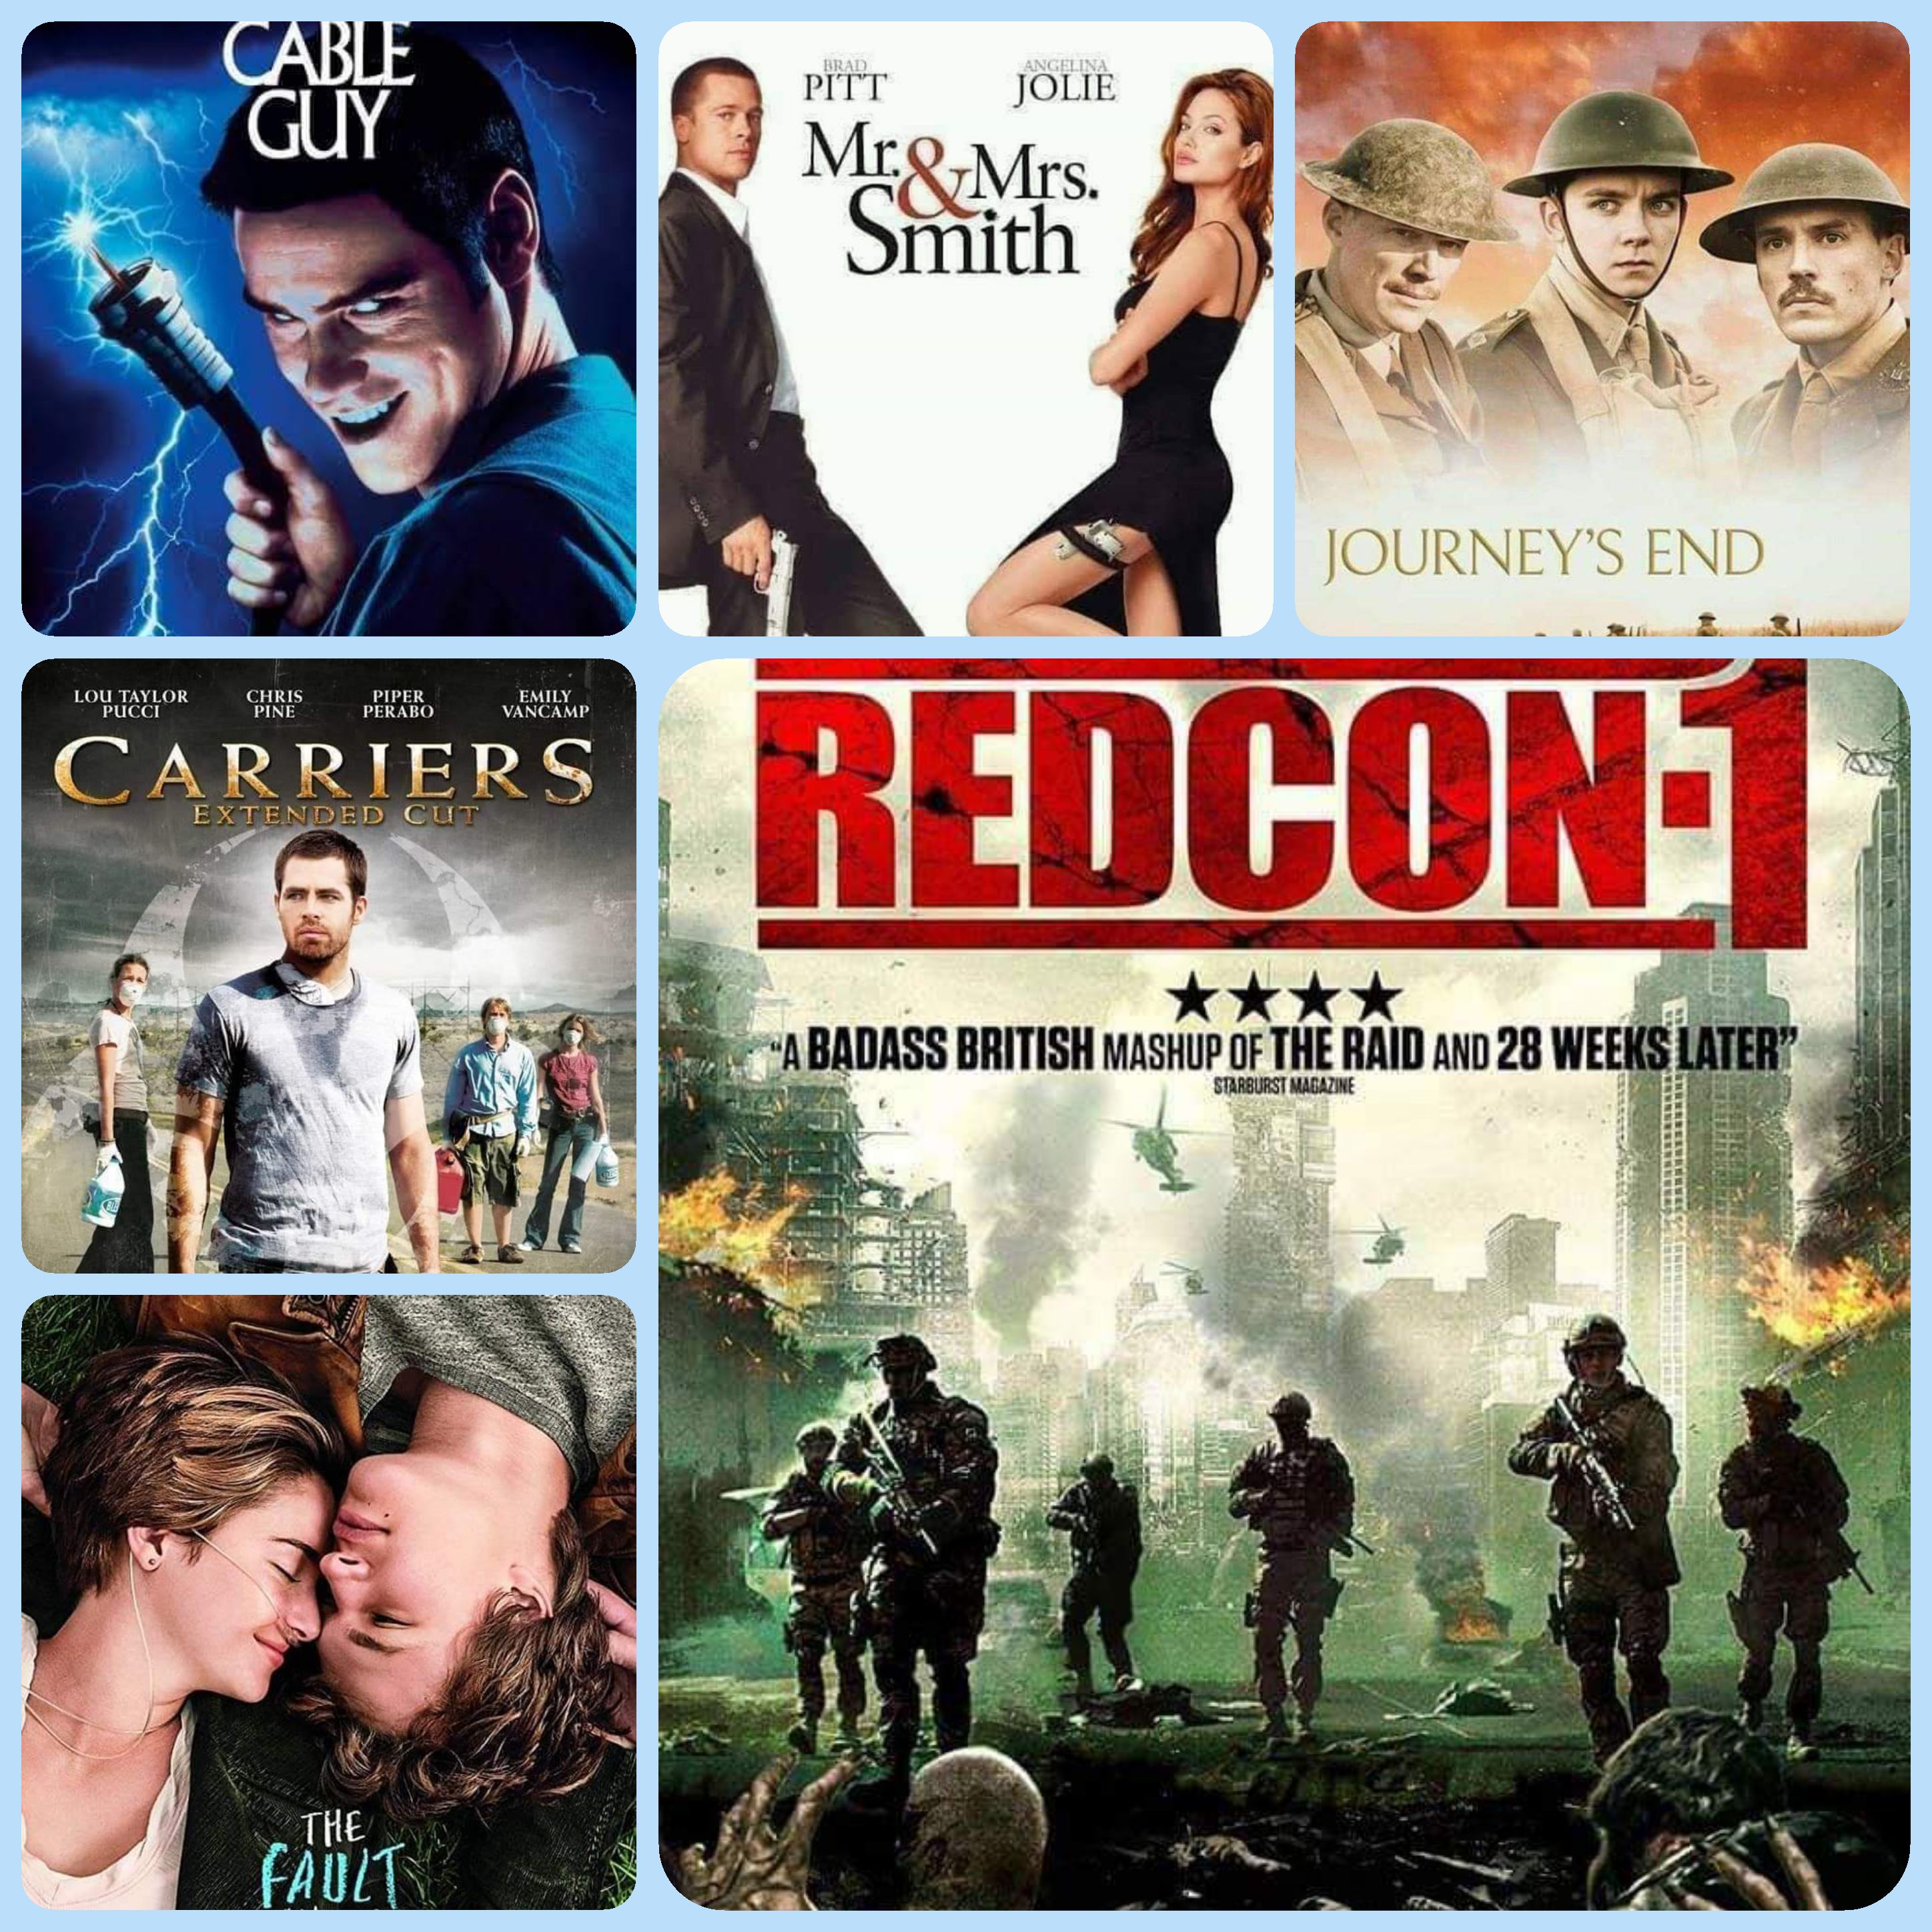 CABLE
GUY
BRAD
PITT
ANGELINA
JOLIE
Mr. & Mrs.
Smith
JOURNEY'S END
LOU TAYLOR
PUCCI
CHRIS
PINE
PIPER
PERABO
EMILY
VANCAMP
CARRIERS
EXTENDED CUT
REDCON-1
★★★★
"A BADASS BRITISH MASHUP OF THE RAID AND 28 WEEKS LATER"
STARBURST MAGAZINE
THE
FAULT